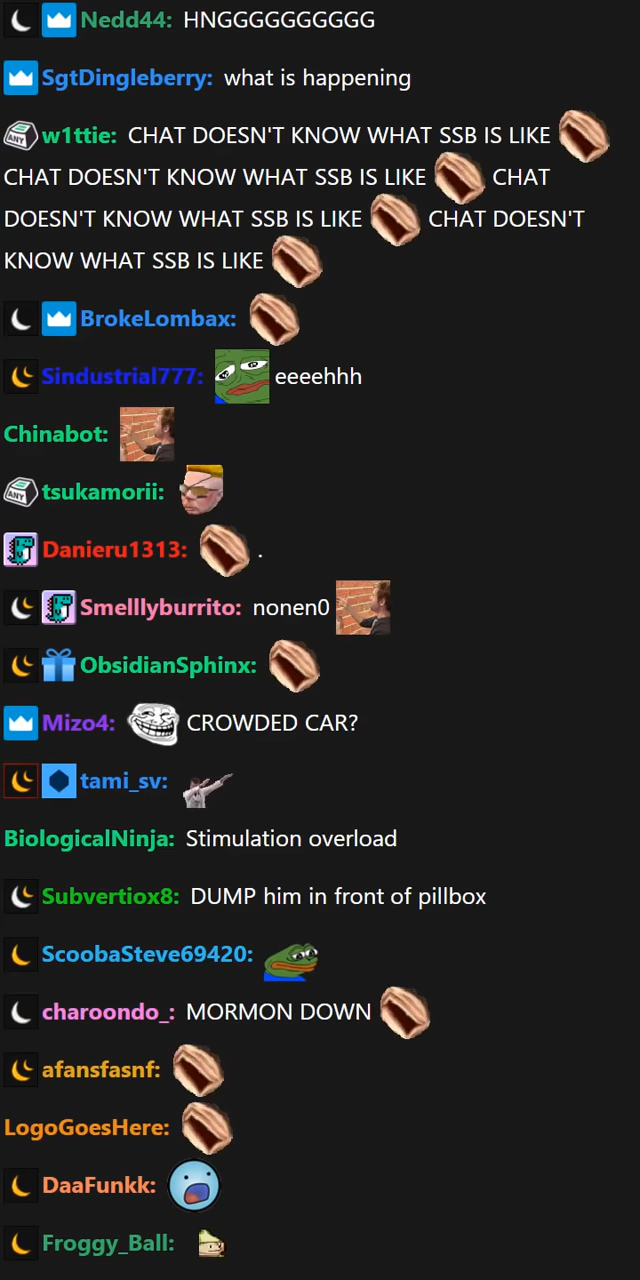 Nedd44: HNGGGGGGGGGG
SgtDingleberry: what is happening
ANY w1ttie: CHAT DOESN'T KNOW WHAT SSB IS LIKE
CHAT DOESN'T KNOW WHAT SSB IS LIKE CHAT
DOESN'T KNOW WHAT SSB IS LIKE CHAT DOESN'T
KNOW WHAT SSB IS LIKE
BrokeLombax:
Sindustrial777: eeeehhh
Chinabot:
ANY tsukamorii:
Danieru1313: .
Smelllyburrito: nonen0
ObsidianSphinx:
Mizo4: CROWDED CAR?
tami_sv:
BiologicalNinja: Stimulation overload
Subvertiox8: DUMP him in front of pillbox
ScoobaSteve69420:
charoondo_: MORMON DOWN
afansfasnf:
LogoGoesHere:
DaaFunkk:
Froggy_Ball: